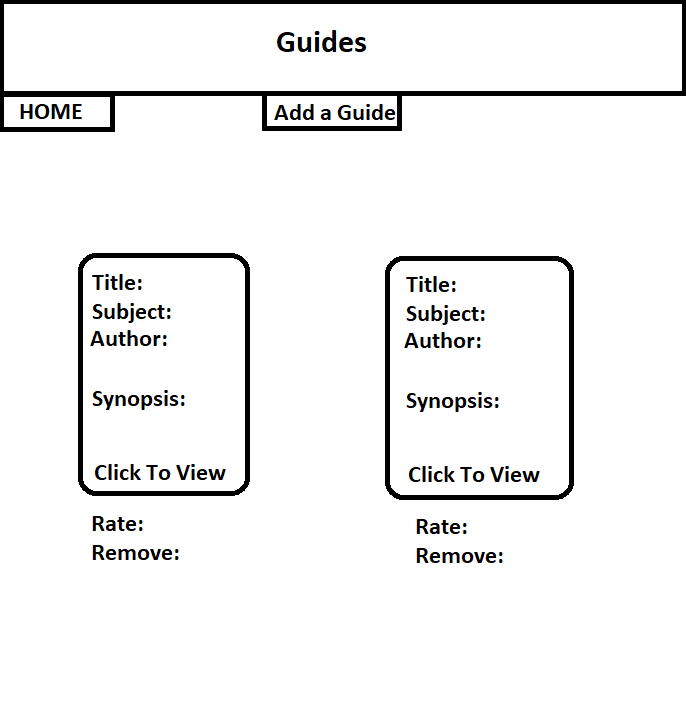 Guides
HOME
Add a Guide
Title:
Subject:
Author:
Synopsis:
Click To View
Rate:
Remove:
Title:
Subject:
Author:
Synopsis:
Click To View
Rate:
Remove: